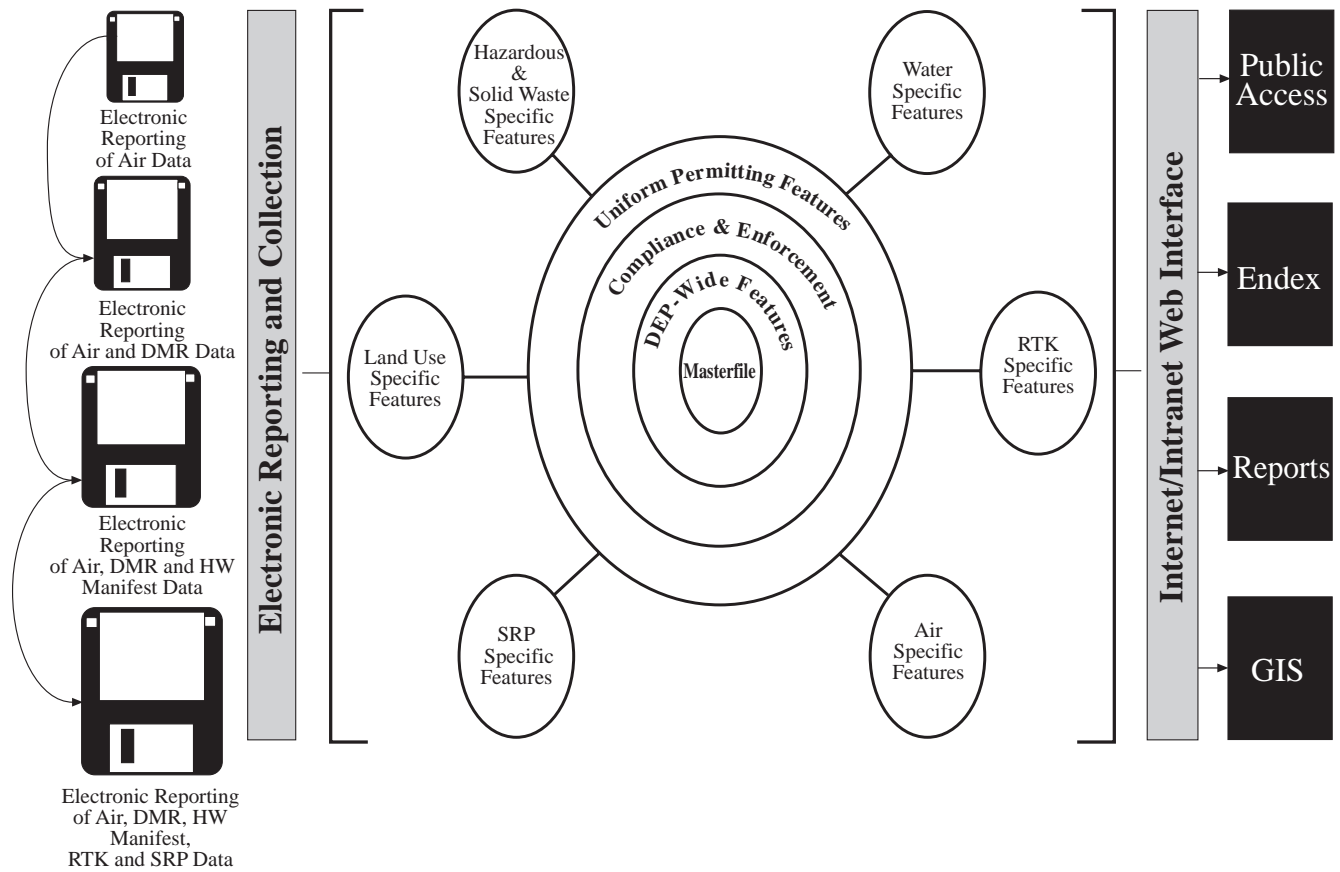 Electronic
Reporting
of Air Data
Electronic
Reporting
of Air and DMR Data
Electronic
Reporting
of Air, DMR and HW
Manifest Data
Electronic Reporting
of Air, DMR, HW
Manifest,
RTK and SRP Data
Electronic Reporting and Collection
Hazardous
&
Solid Waste
Specific
Features
Water
Specific
Features
Land Use
Specific
Features
Uniform Permitting Features
Compliance & Enforcement
DEP-Wide Features
Masterfile
RTK
Specific
Features
SRP
Specific
Features
Air
Specific
Features
Internet/Intranet Web Interface
Public
Access
Endex
Reports
GIS